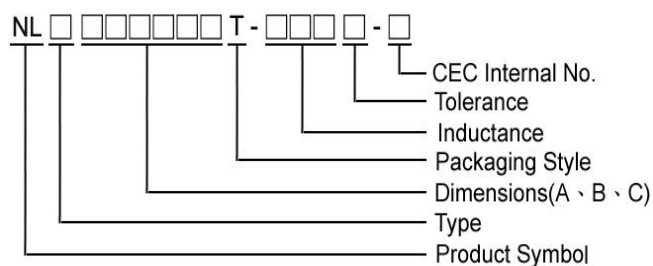 NL□ □□□□□□T-□□□□-□
CEC Internal No.
Tolerance
Inductance
Packaging Style
Dimensions(A、B、C)
Type
Product Symbol